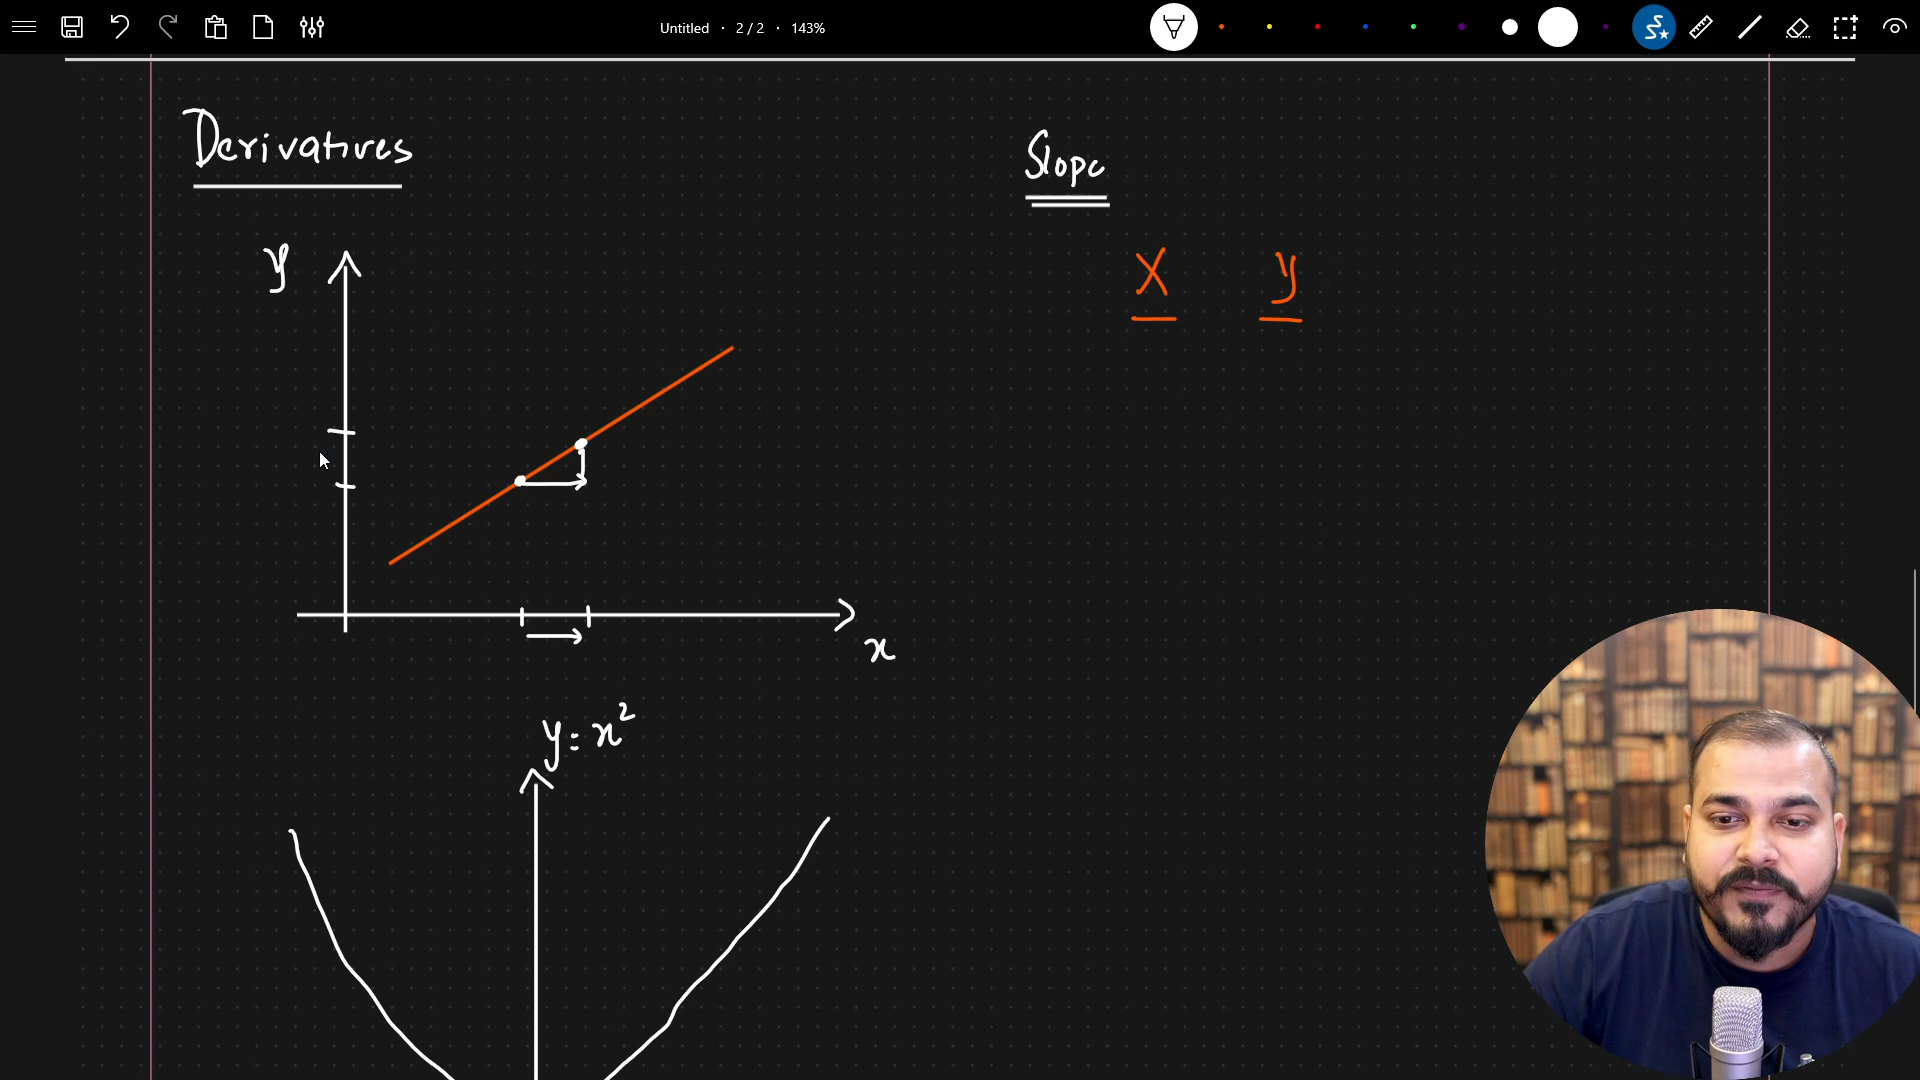 Untitled · 2 / 2 · 143%
Derivatives
Slope
y
X y
x
y = x²